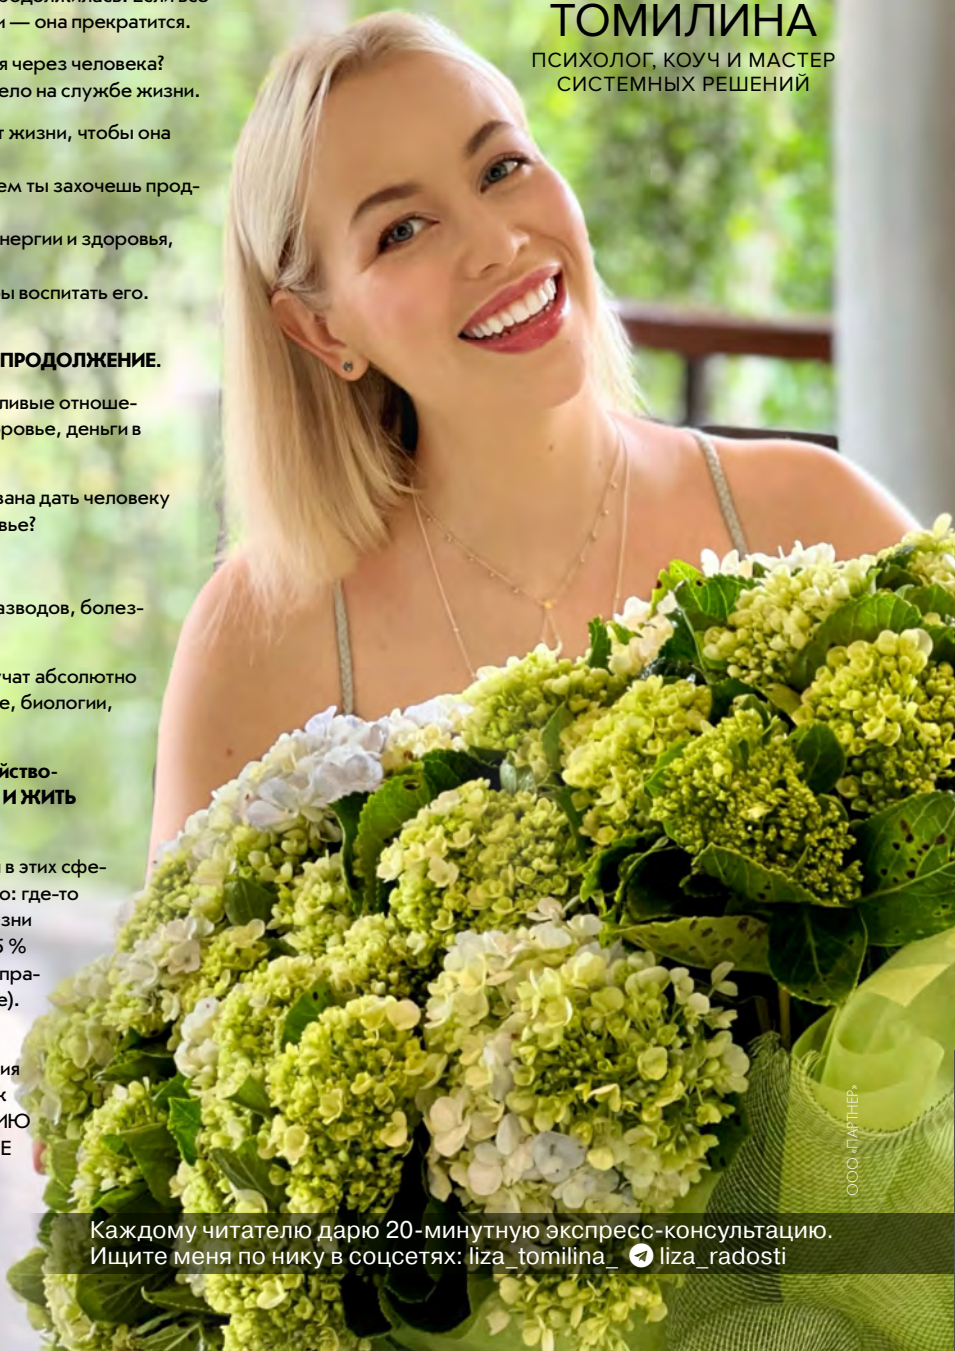 ТОМИЛИНА
ПСИХОЛОГ, КОУЧ И МАСТЕР
СИСТЕМНЫХ РЕШЕНИЙ
и — она прекратится.
я через человека?
ело на службе жизни.
т жизни, чтобы она
ем ты захочешь прод-
нергии и здоровья,
ы воспитать его.
ПРОДОЛЖЕНИЕ.
ливые отноше-
ровье, деньги в
вана дать человеку
вье?
азводов, болез-
чат абсолютно
е, биологии,
йство-
И ЖИТЬ
в этих сфе-
о: где-то
зни
5 %
пра-
е).
ия
к
ИЮ
Е
ООО «ПАРТНЕР»
Каждому читателю дарю 20-минутную экспресс-консультацию.
Ищите меня по нику в соцсетях: liza_tomilina_ liza_radosti